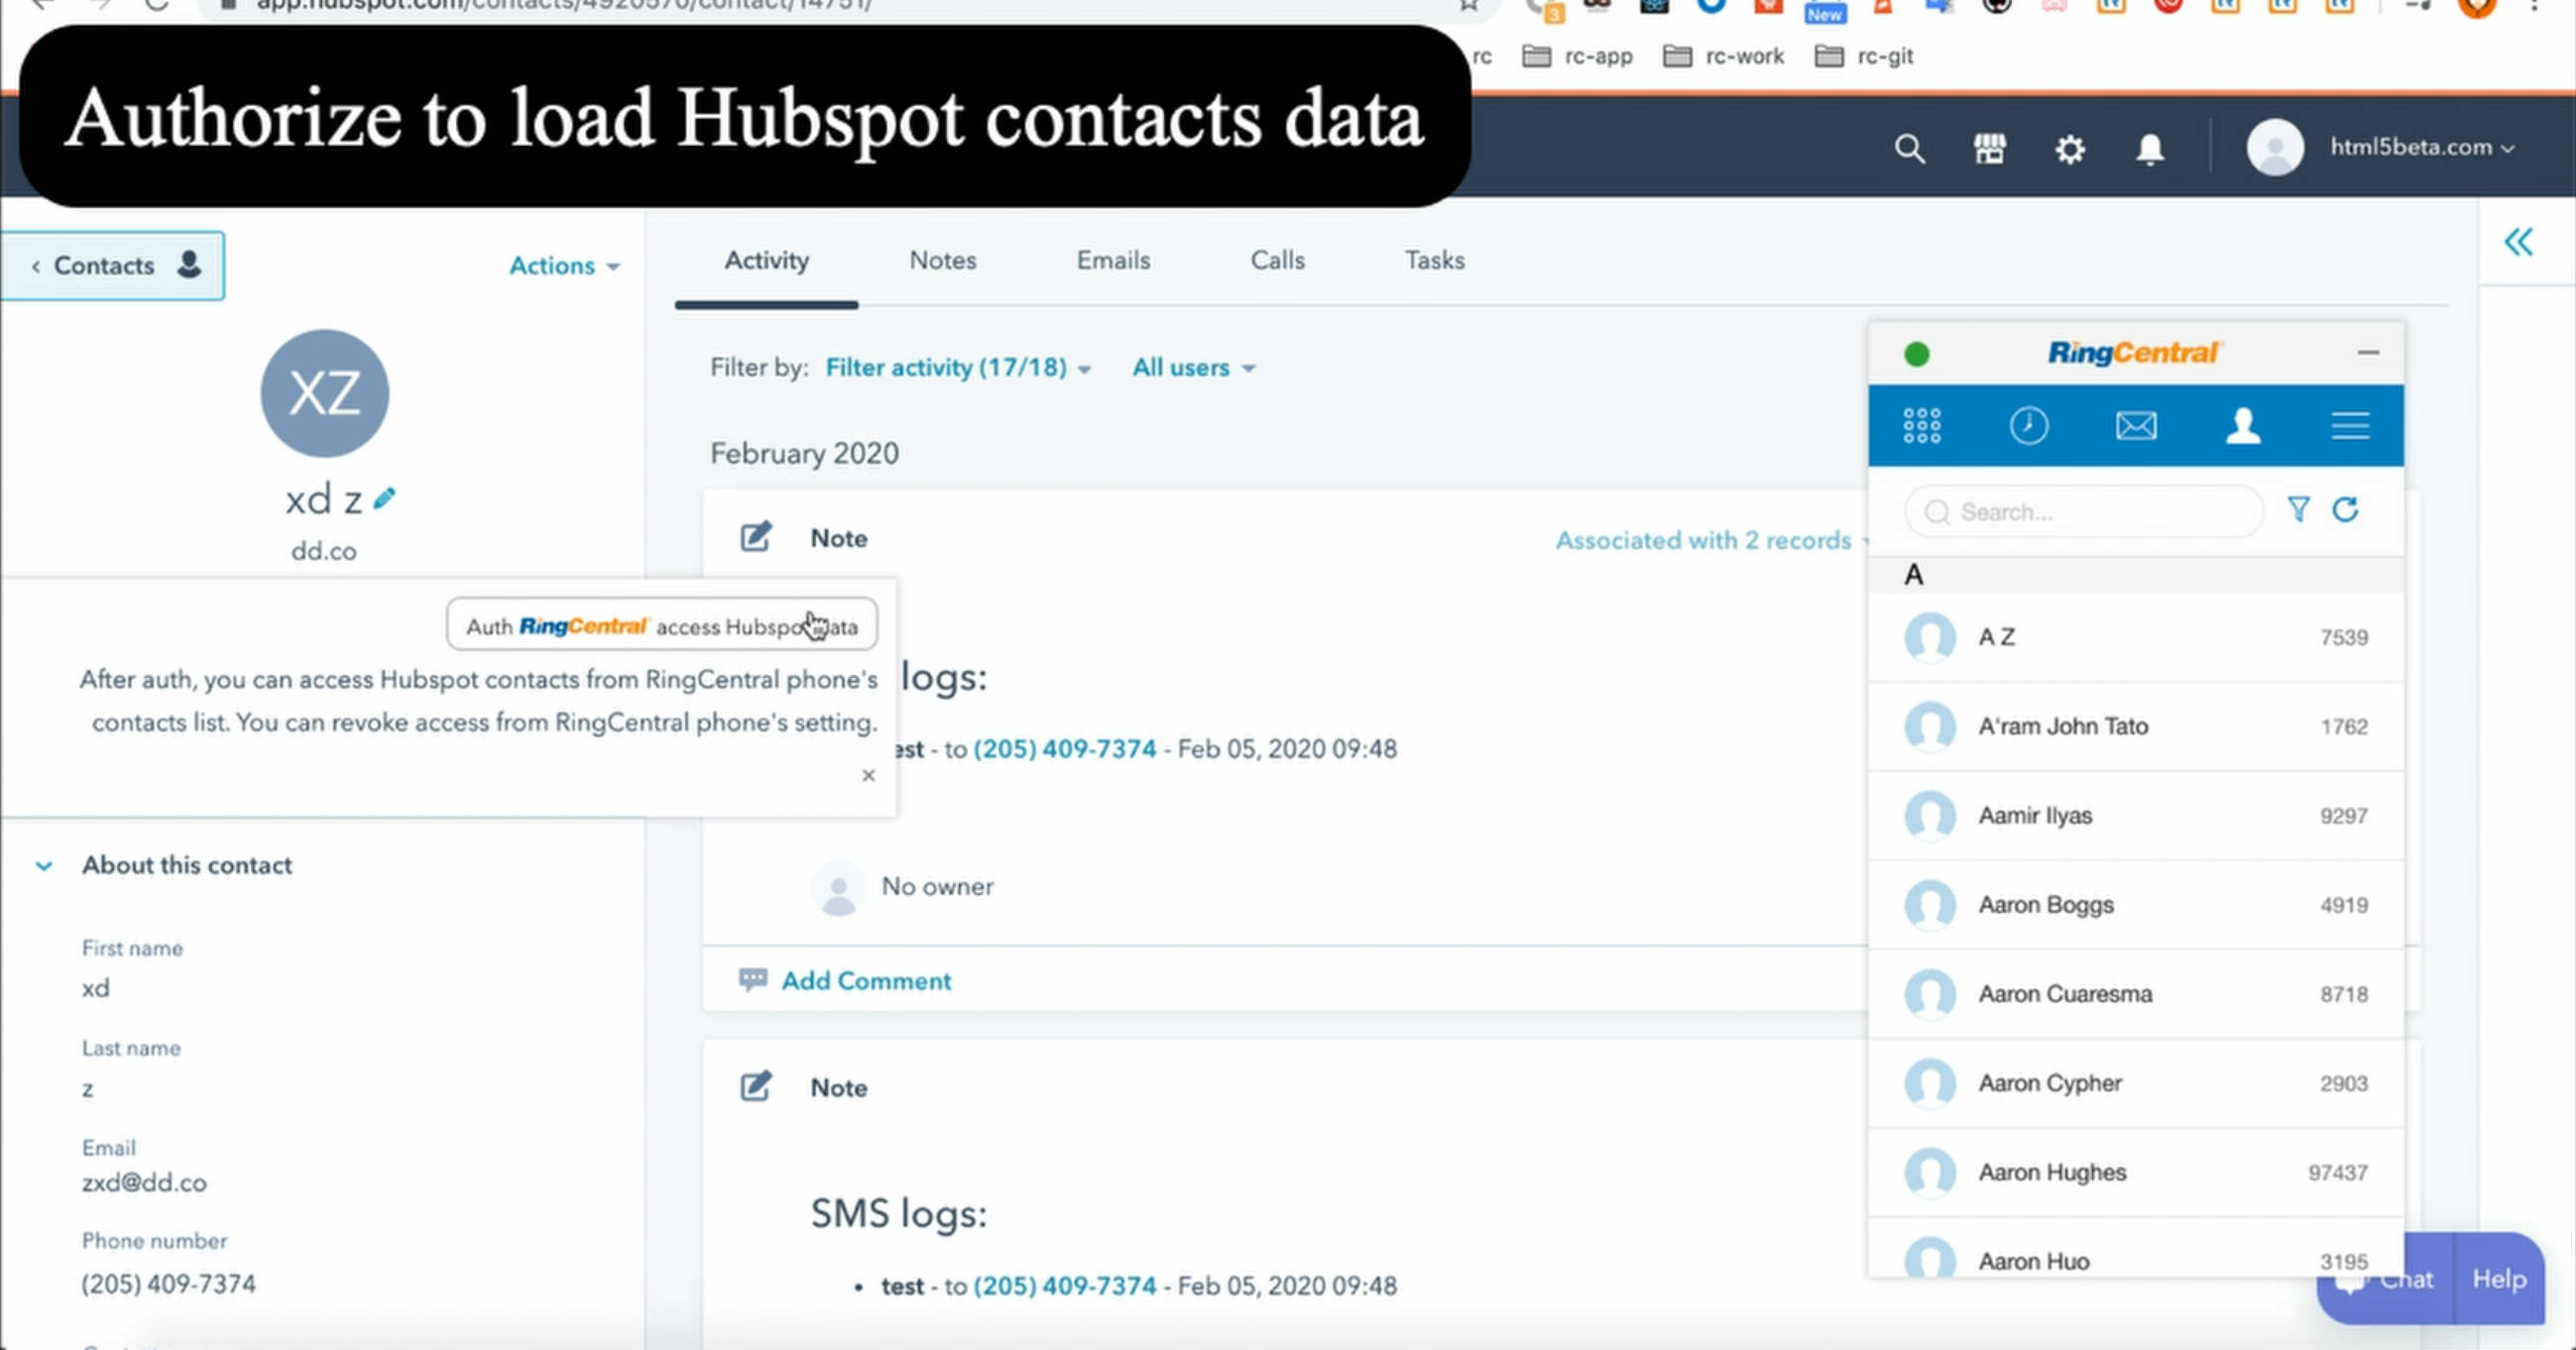 app.hubspot.com/contacts/4920570/contact/14751/
3
New
rc
rc-app
rc-work
rc-git
Authorize to load Hubspot contacts data
html5beta.com
Contacts
Actions
XZ
xd z
dd.co
Auth RingCentral access Hubspot data
After auth, you can access Hubspot contacts from RingCentral phone's
contacts list. You can revoke access from RingCentral phone's setting.
×
About this contact
First name
xd
Last name
z
Email
zxd@dd.co
Phone number
(205) 409-7374
Activity
Notes
Emails
Calls
Tasks
Filter by: Filter activity (17/18) All users
February 2020
Note
Associated with 2 records
logs:
est - to (205) 409-7374 - Feb 05, 2020 09:48
No owner
Add Comment
Note
SMS logs:
• test - to (205) 409-7374 - Feb 05, 2020 09:48
RingCentral
Search...
A
A Z 7539
A'ram John Tato 1762
Aamir Ilyas 9297
Aaron Boggs 4919
Aaron Cuaresma 8718
Aaron Cypher 2903
Aaron Hughes 97437
Aaron Huo 3195
Chat
Help